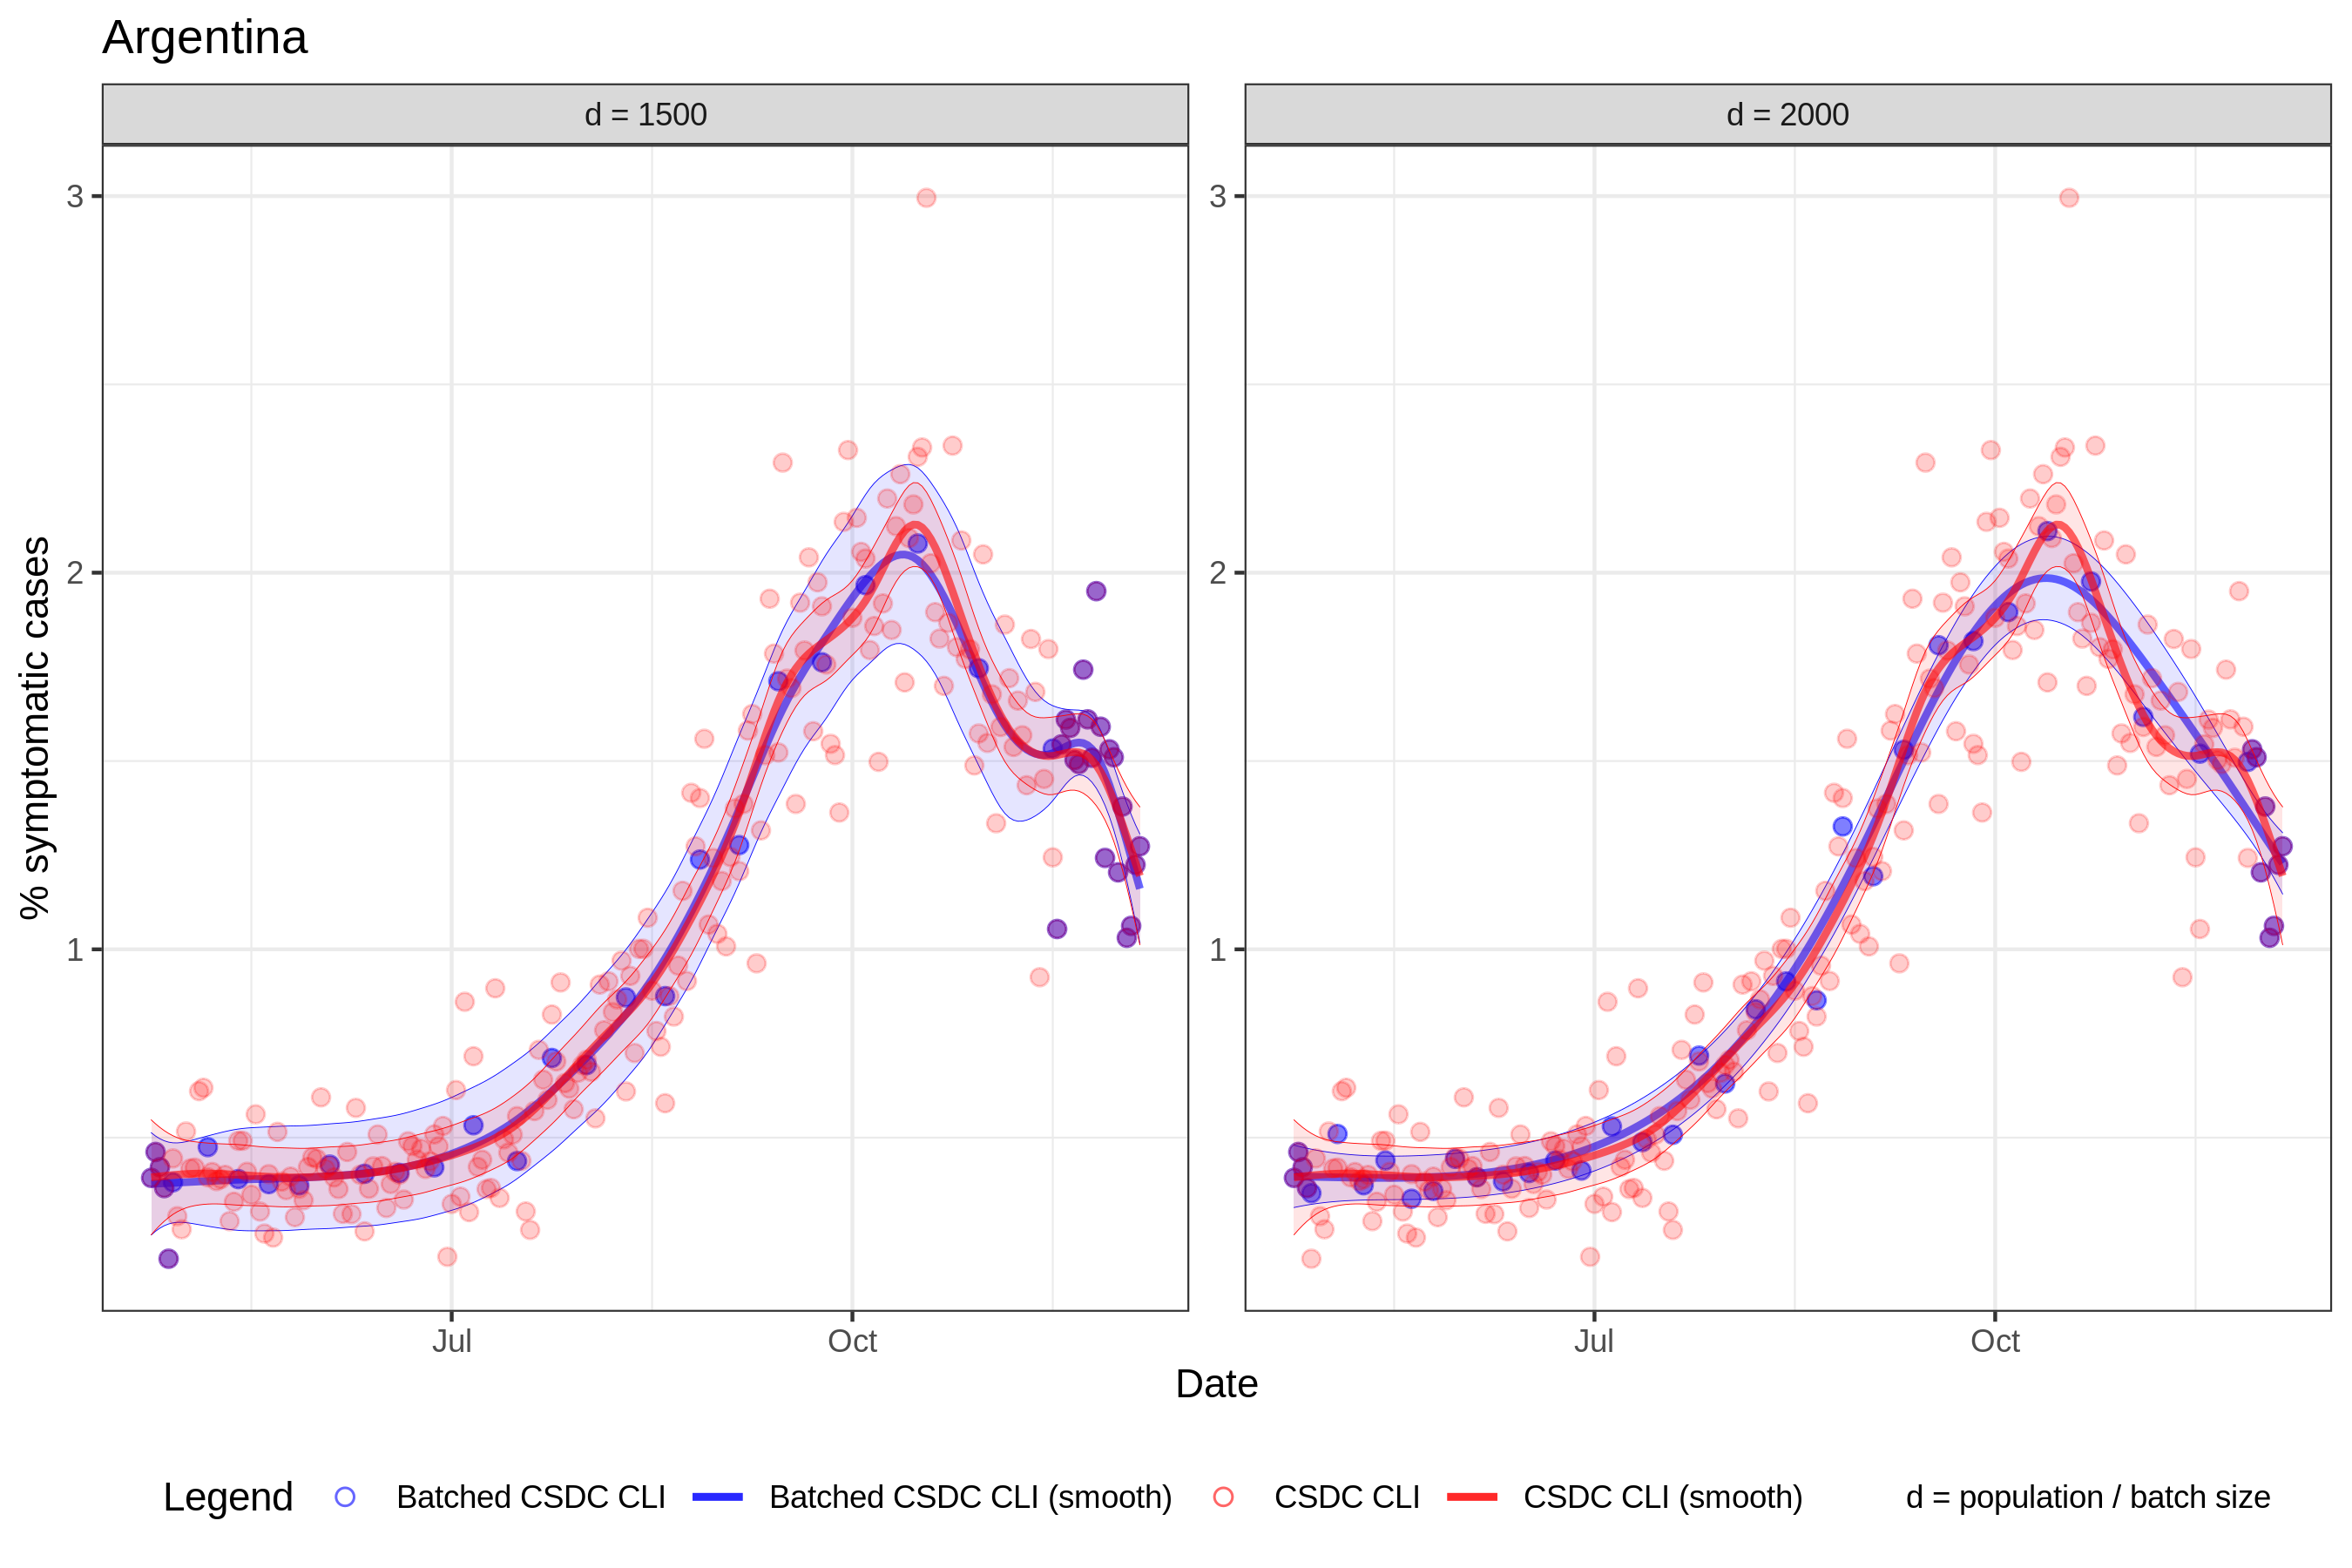 Argentina
d = 1500
d = 2000
% symptomatic cases
3
2
1
3
2
1
Jul
Oct
Jul
Oct
Date
Legend
Batched CSDC CLI
Batched CSDC CLI (smooth)
CSDC CLI
CSDC CLI (smooth)
d = population / batch size